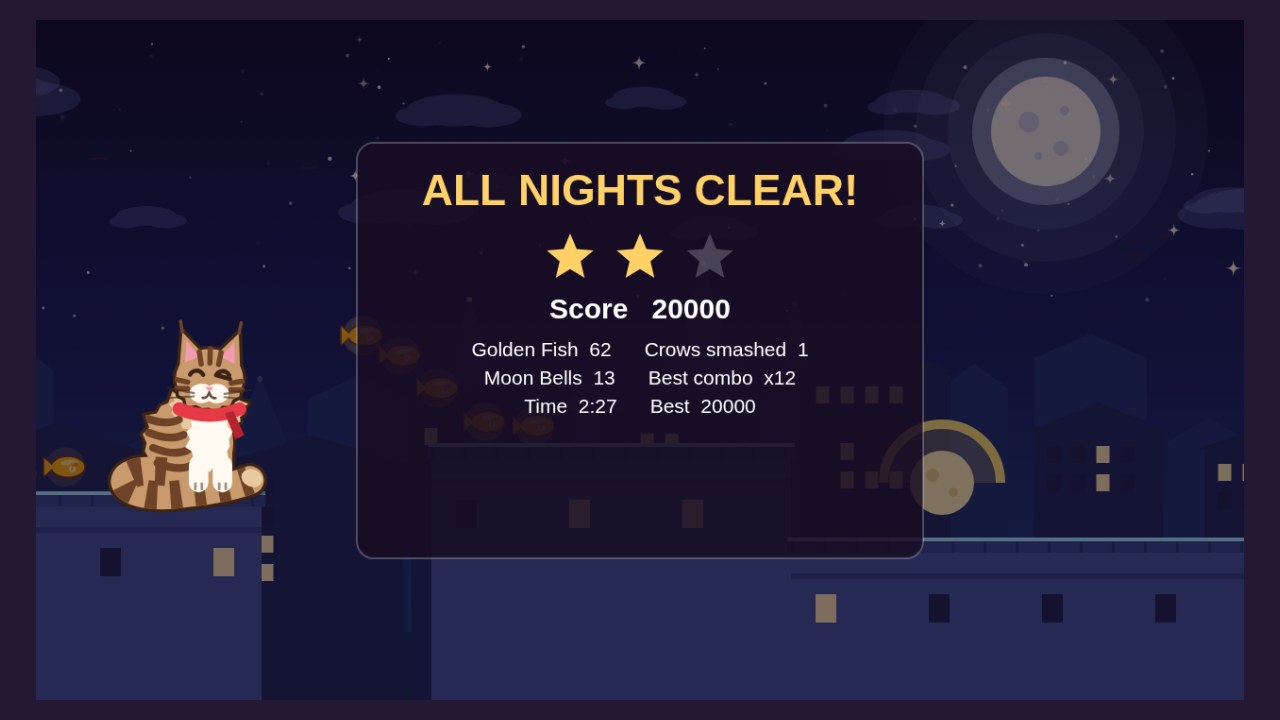 ALL NIGHTS CLEAR!
Score 20000
Golden Fish 62 Crows smashed 1
Moon Bells 13 Best combo x12
Time 2:27 Best 20000